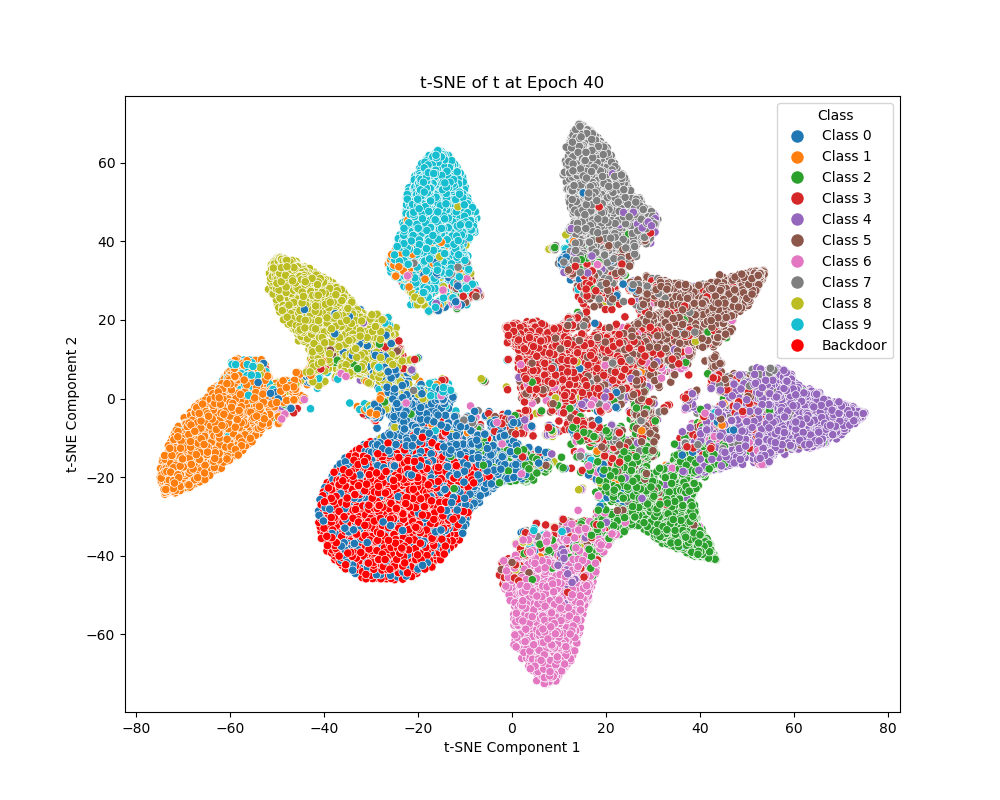 t-SNE of t at Epoch 40
t-SNE Component 2
60
40
20
0
−20
−40
−60
−80
−60
−40
−20
0
20
40
60
80
t-SNE Component 1
Class
Class 0
Class 1
Class 2
Class 3
Class 4
Class 5
Class 6
Class 7
Class 8
Class 9
Backdoor